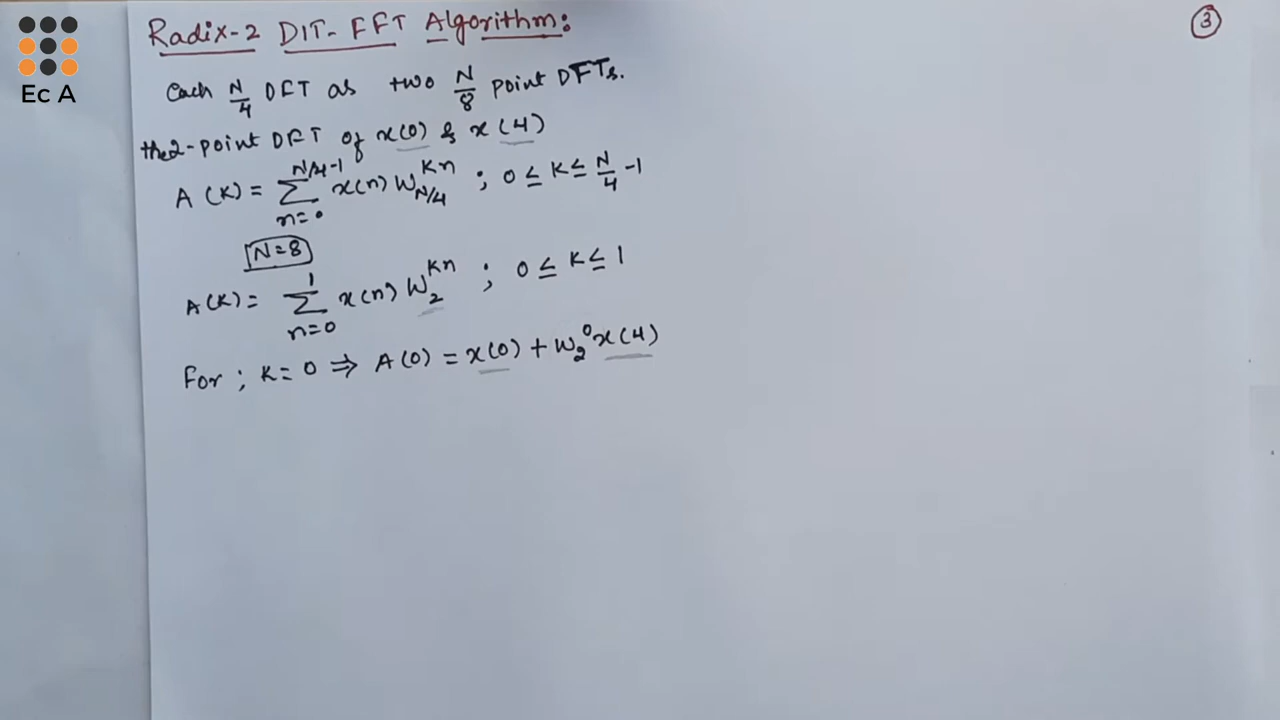 Radix-2 DIT-FFT Algorithm:
3
Ec A
Each N/4 DFT as two N/8 point DFTs.
the 2-point DFT of x(0) & x(4)
A(K) = Σ_{n=0}^{N/4-1} x(n) W_{N/4}^{Kn} ; 0 ≤ K ≤ N/4 -1
N=8
A(K) = Σ_{n=0}^{1} x(n) W_2^{Kn} ; 0 ≤ K ≤ 1
For ; K=0 ⇒ A(0) = x(0) + W_2^0 x(4)